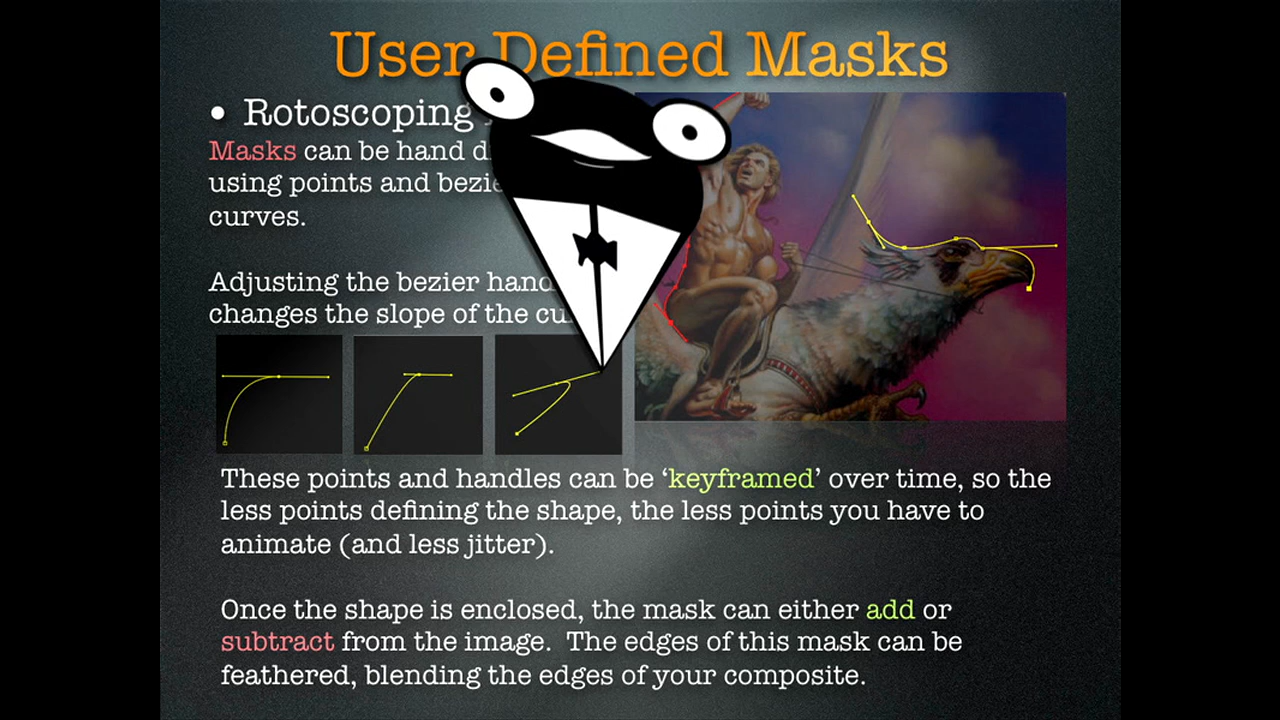 User Defined Masks
• Rotoscoping
Masks can be hand
using points and
curves.
Adjusting the bezier
changes the slope of the
These points and handles can be ‘keyframed’ over time, so the
less points defining the shape, the less points you have to
animate (and less jitter).
Once the shape is enclosed, the mask can either add or
subtract from the image.  The edges of this mask can be
feathered, blending the edges of your composite.